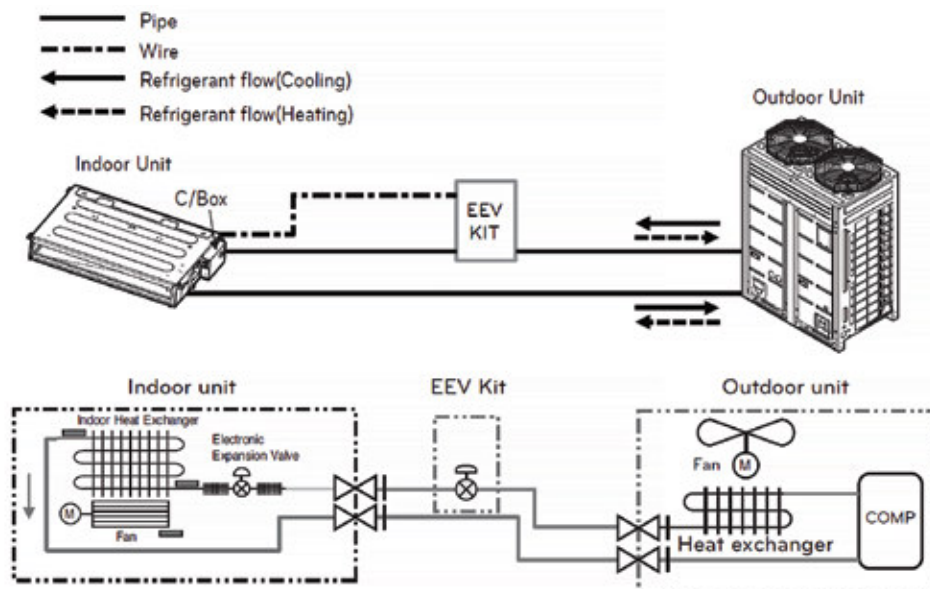 Pipe
Wire
Refrigerant flow(Cooling)
Refrigerant flow(Heating)
Outdoor Unit
Indoor Unit
C/Box
EEV
KIT
Indoor unit
EEV Kit
Outdoor unit
Indoor Heat Exchanger
Electronic
Expansion Valve
Fan
M
M
COMP
Fan
Heat exchanger